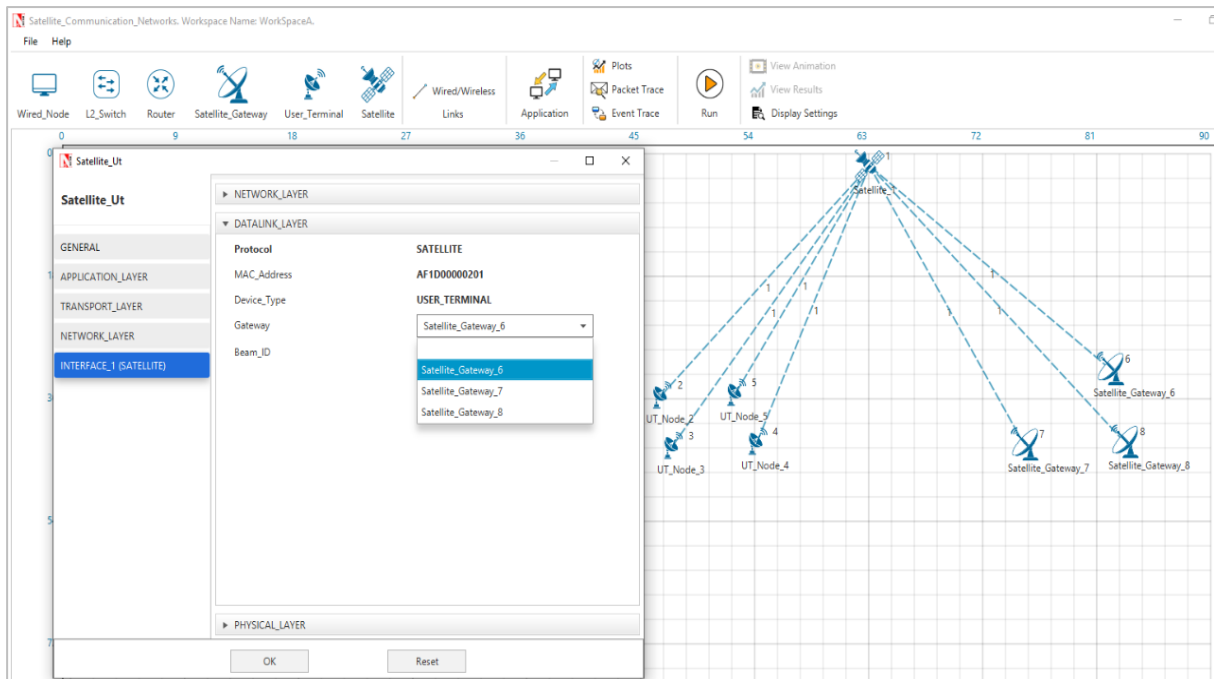 Satellite_Communication_Networks. Workspace Name: WorkSpaceA.
File Help
Wired_Node L2_Switch Router Satellite_Gateway User_Terminal Satellite Wired/Wireless Links Application Plots Packet Trace Event Trace Run View Animation View Results Display Settings
0 9 18 27 36 45 54 63 72 81 90
0
Satellite_Ut
Satellite_Ut
GENERAL
APPLICATION_LAYER
TRANSPORT_LAYER
NETWORK_LAYER
INTERFACE_1 (SATELLITE)
NETWORK_LAYER
DATALINK_LAYER
Protocol SATELLITE
MAC_Address AF1D00000201
Device_Type USER_TERMINAL
Gateway Satellite_Gateway_6
Beam_ID
Satellite_Gateway_6
Satellite_Gateway_7
Satellite_Gateway_8
PHYSICAL_LAYER
OK Reset
1
1
1
1
1
1
1
1
2
UT_Node_2
3
UT_Node_3
5
UT_Node_5
4
UT_Node_4
6
Satellite_Gateway_6
7
Satellite_Gateway_7
8
Satellite_Gateway_8